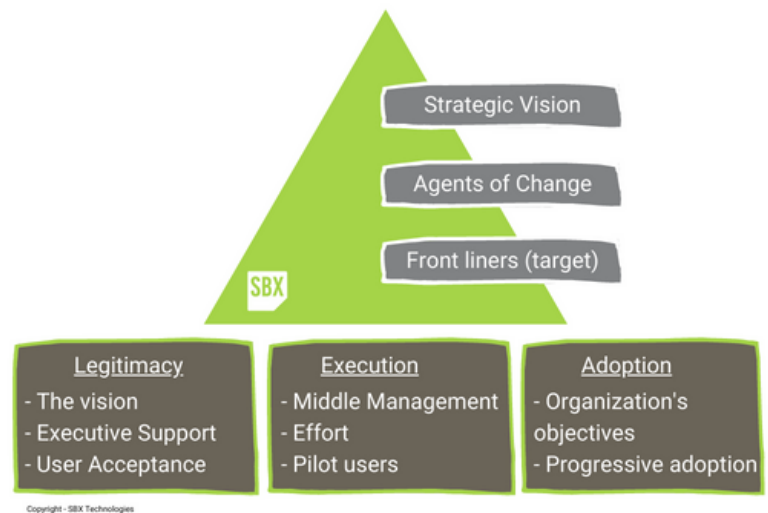 Strategic Vision
Agents of Change
Front liners (target)
SBX
Legitimacy
- The vision
- Executive Support
- User Acceptance
Execution
- Middle Management
- Effort
- Pilot users
Adoption
- Organization's
objectives
- Progressive adoption
Copyright - SBX Technologies